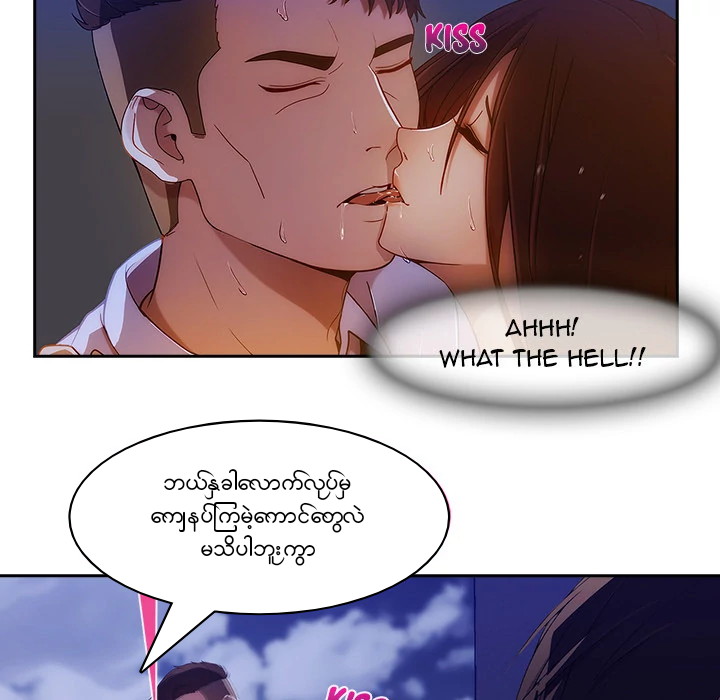 KISS
AHHH!
WHAT THE HELL!!
ဘယ်နှခါလောက်လုပ်မှ
ကျေနပ်ကြမဲ့ကောင်တွေလဲ
မသိပါဘူးကွာ
KISS